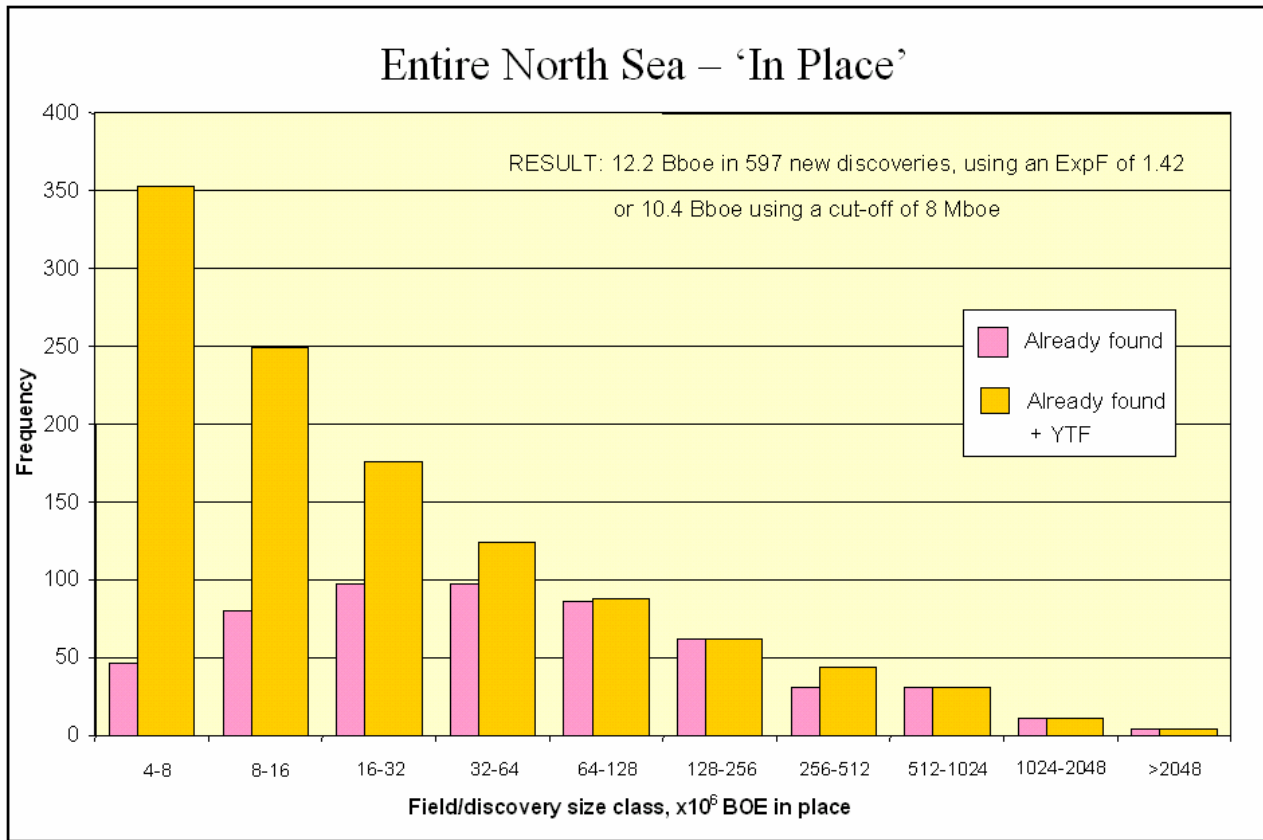 Entire North Sea – ‘In Place’
RESULT: 12.2 Bboe in 597 new discoveries, using an ExpF of 1.42
or 10.4 Bboe using a cut-off of 8 Mboe
Already found
Already found
+ YTF
Frequency
400
350
300
250
200
150
100
50
0
4-8 8-16 16-32 32-64 64-128 128-256 256-512 512-1024 1024-2048 >2048
Field/discovery size class, x10⁶ BOE in place